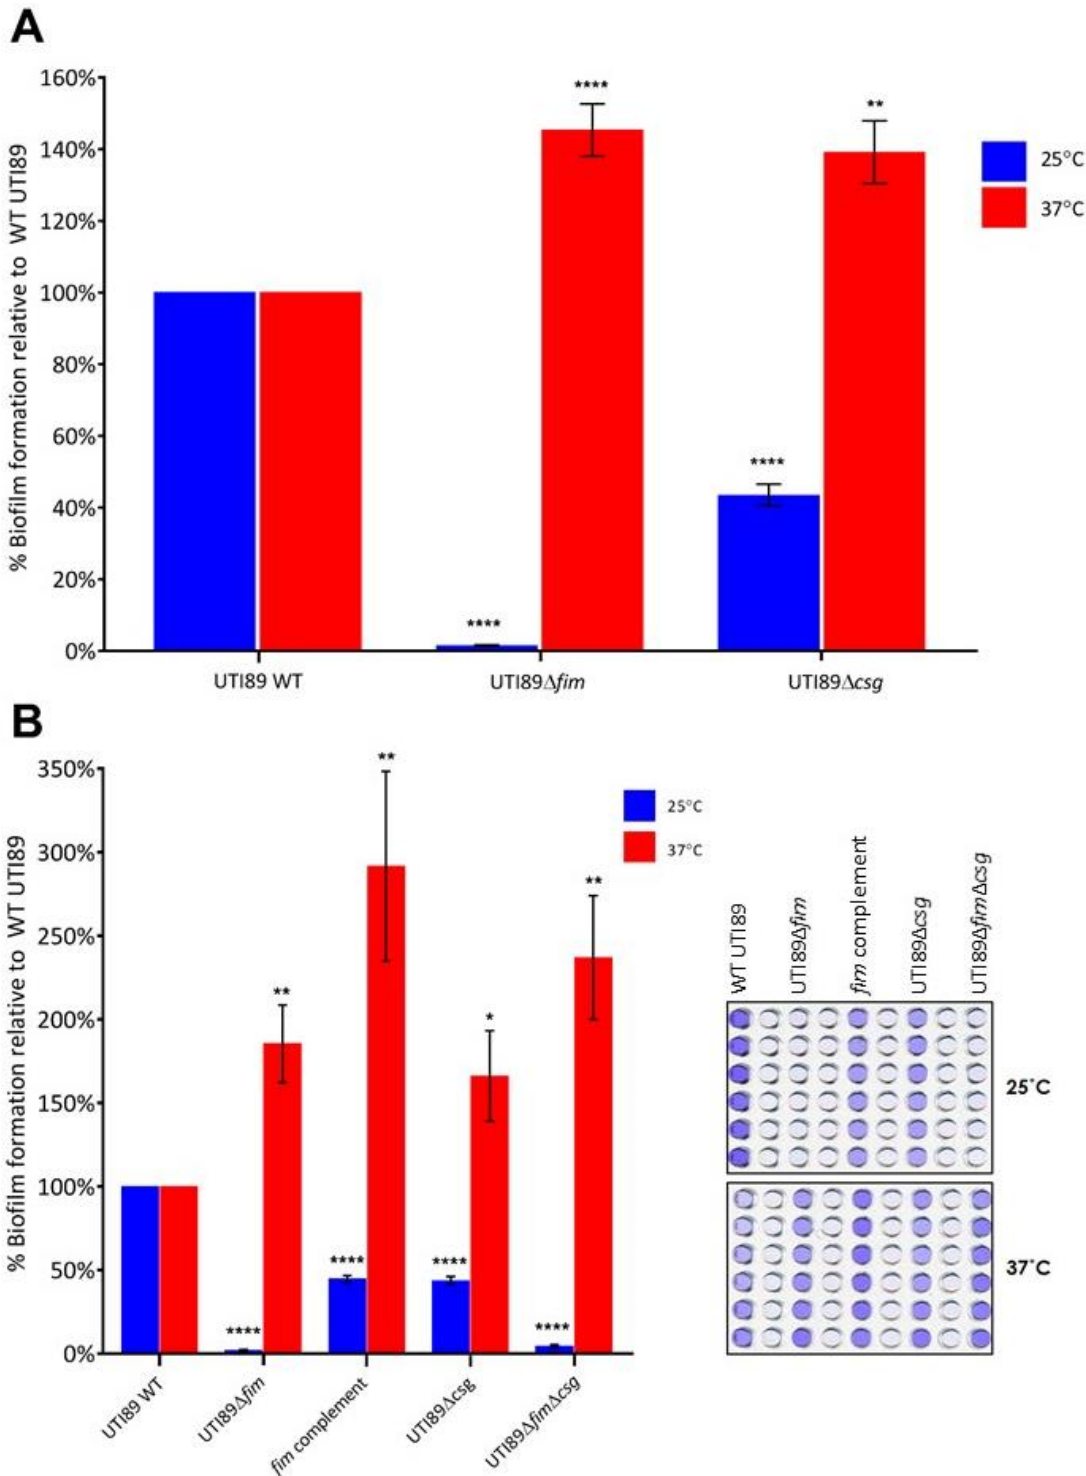 A
% Biofilm formation relative to WT UTI89
160%
140%
120%
100%
80%
60%
40%
20%
0%
****
**
****
****
25°C
37°C
UTI89 WT
UTI89Δfim
UTI89Δcsg
B
% Biofilm formation relative to WT UTI89
350%
300%
250%
200%
150%
100%
50%
0%
**
**
**
*
****
****
****
****
25°C
37°C
UTI89 WT
UTI89Δfim
fim complement
UTI89Δcsg
UTI89ΔfimΔcsg
WT UTI89
UTI89Δfim
fim complement
UTI89Δcsg
UTI89ΔfimΔcsg
25°C
37°C